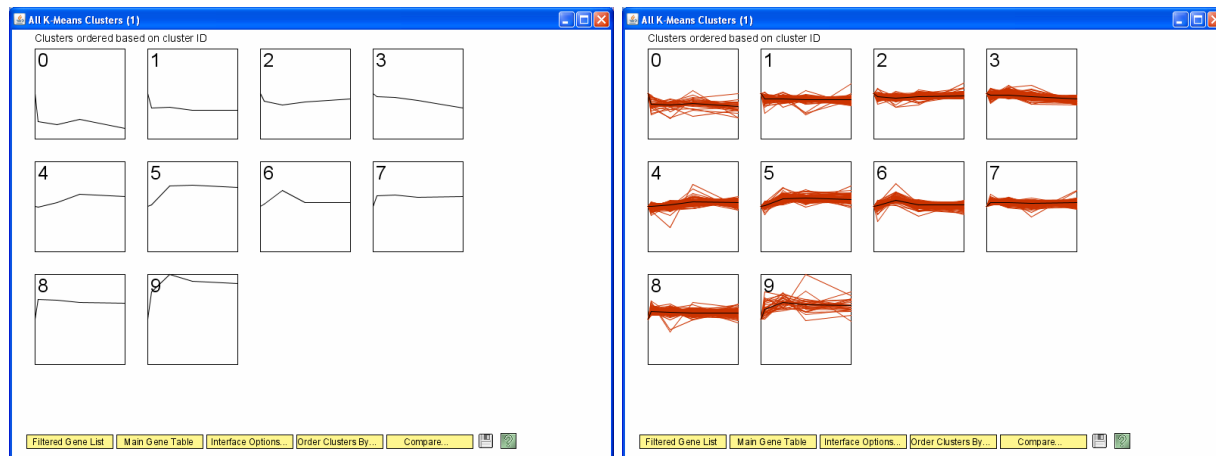 All K-Means Clusters (1)
Clusters ordered based on cluster ID
0 1 2 3
4 5 6 7
8 9
Filtered Gene List Main Gene Table Interface Options... Order Clusters By... Compare...
All K-Means Clusters (1)
Clusters ordered based on cluster ID
0 1 2 3
4 5 6 7
8 9
Filtered Gene List Main Gene Table Interface Options... Order Clusters By... Compare...